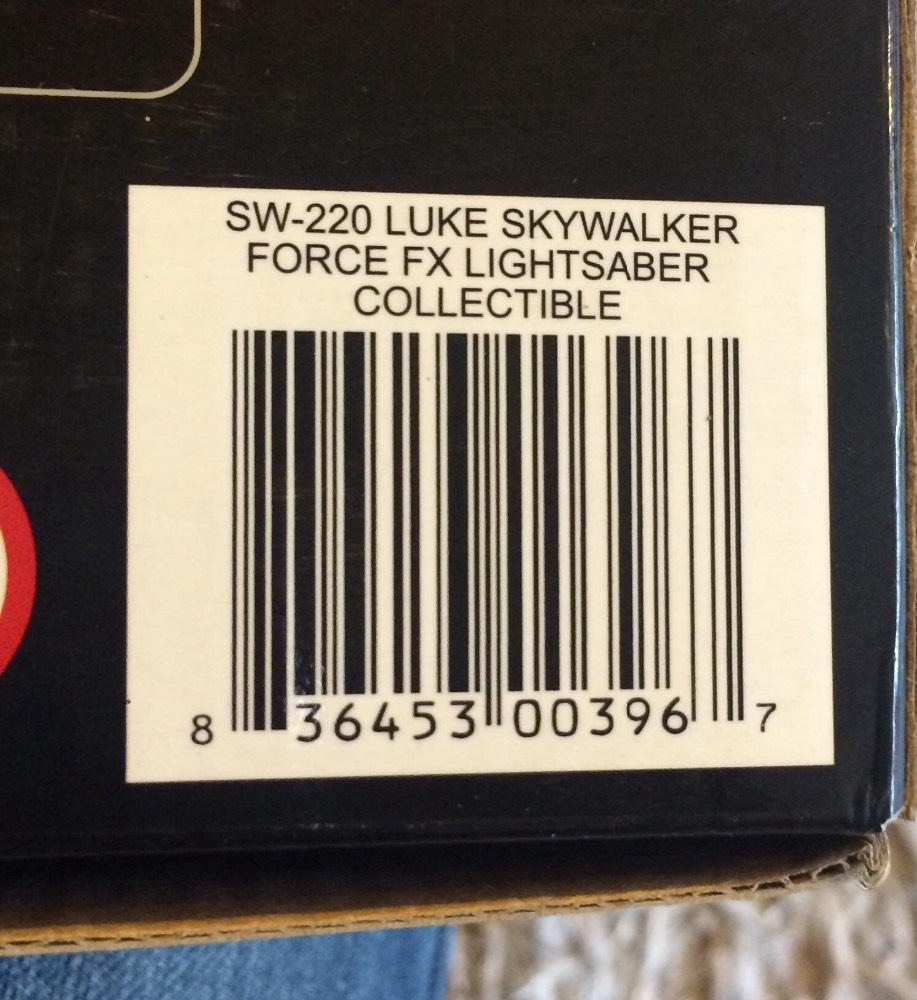 SW-220 LUKE SKYWALKER
FORCE FX LIGHTSABER
COLLECTIBLE
8 36453 00396 7